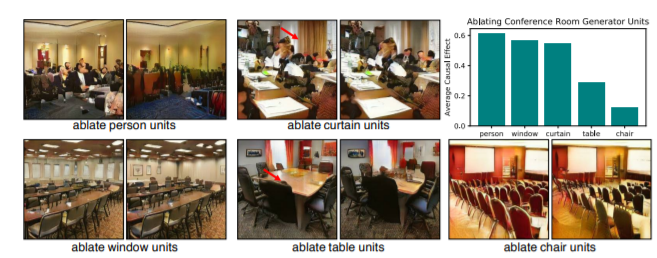 ablate person units
ablate curtain units
Ablating Conference Room Generator Units
Average Causal Effect
0.6
0.4
0.2
0.0
person window curtain table chair
ablate window units
ablate table units
ablate chair units